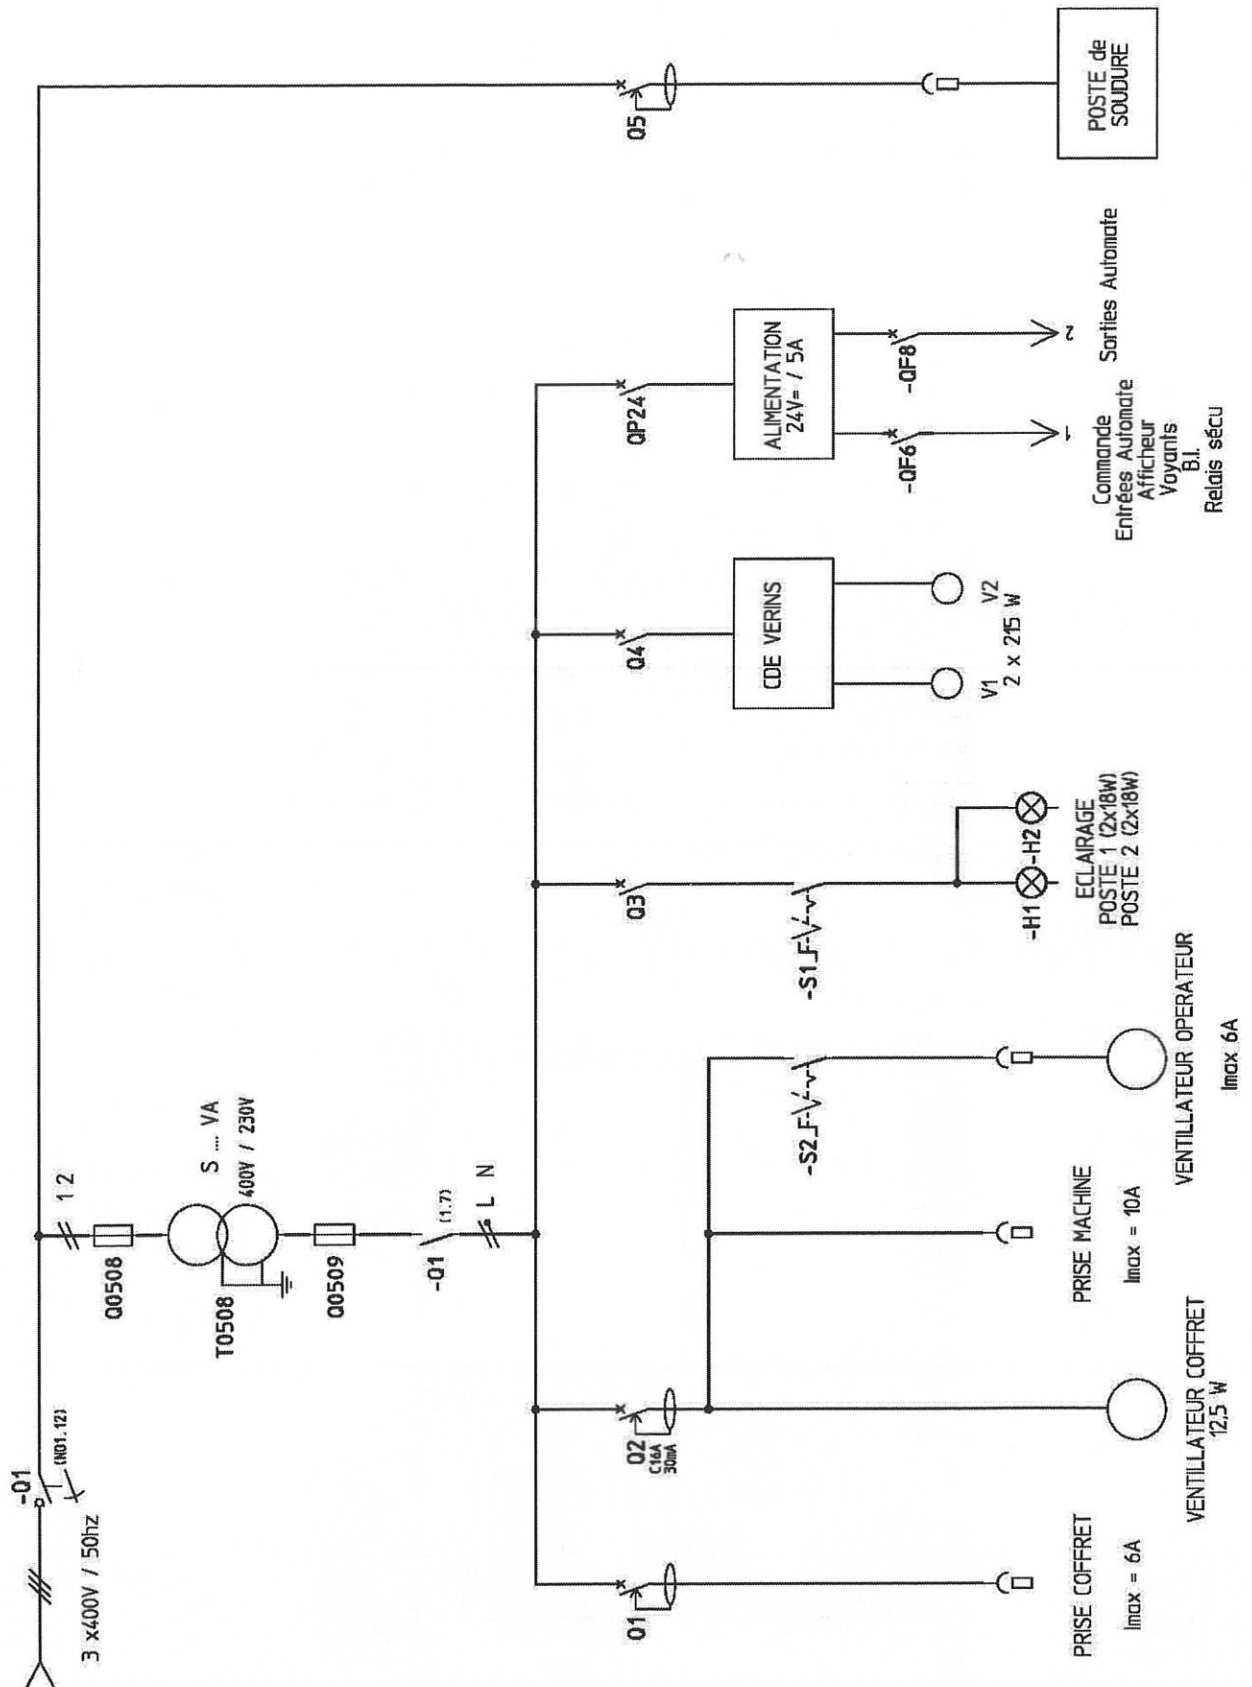 -Q1
(N01.12)
3 x400V / 50hz
1 2
Q0508
S .... VA
400V / 230V
T0508
Q0509
-Q1
(1.7)
L N
Q1
Q2
C16A
30mA
Q3
Q4
QP24
Q5
-S2
-S1
CDE VERINS
ALIMENTATION
24V= / 5A
-QF6
-QF8
-H1
-H2
V1
V2
2 x 215 W
1
2
PRISE COFFRET
Imax = 6A
VENTILLATEUR COFFRET
12,5 W
PRISE MACHINE
Imax = 10A
VENTILLATEUR OPERATEUR
Imax 6A
ECLAIRAGE
POSTE 1 (2x18W)
POSTE 2 (2x18W)
Commande
Entrées Automate
Afficheur
Voyants
B.I.
Relais sécu
Sorties Automate
POSTE de
SOUDURE